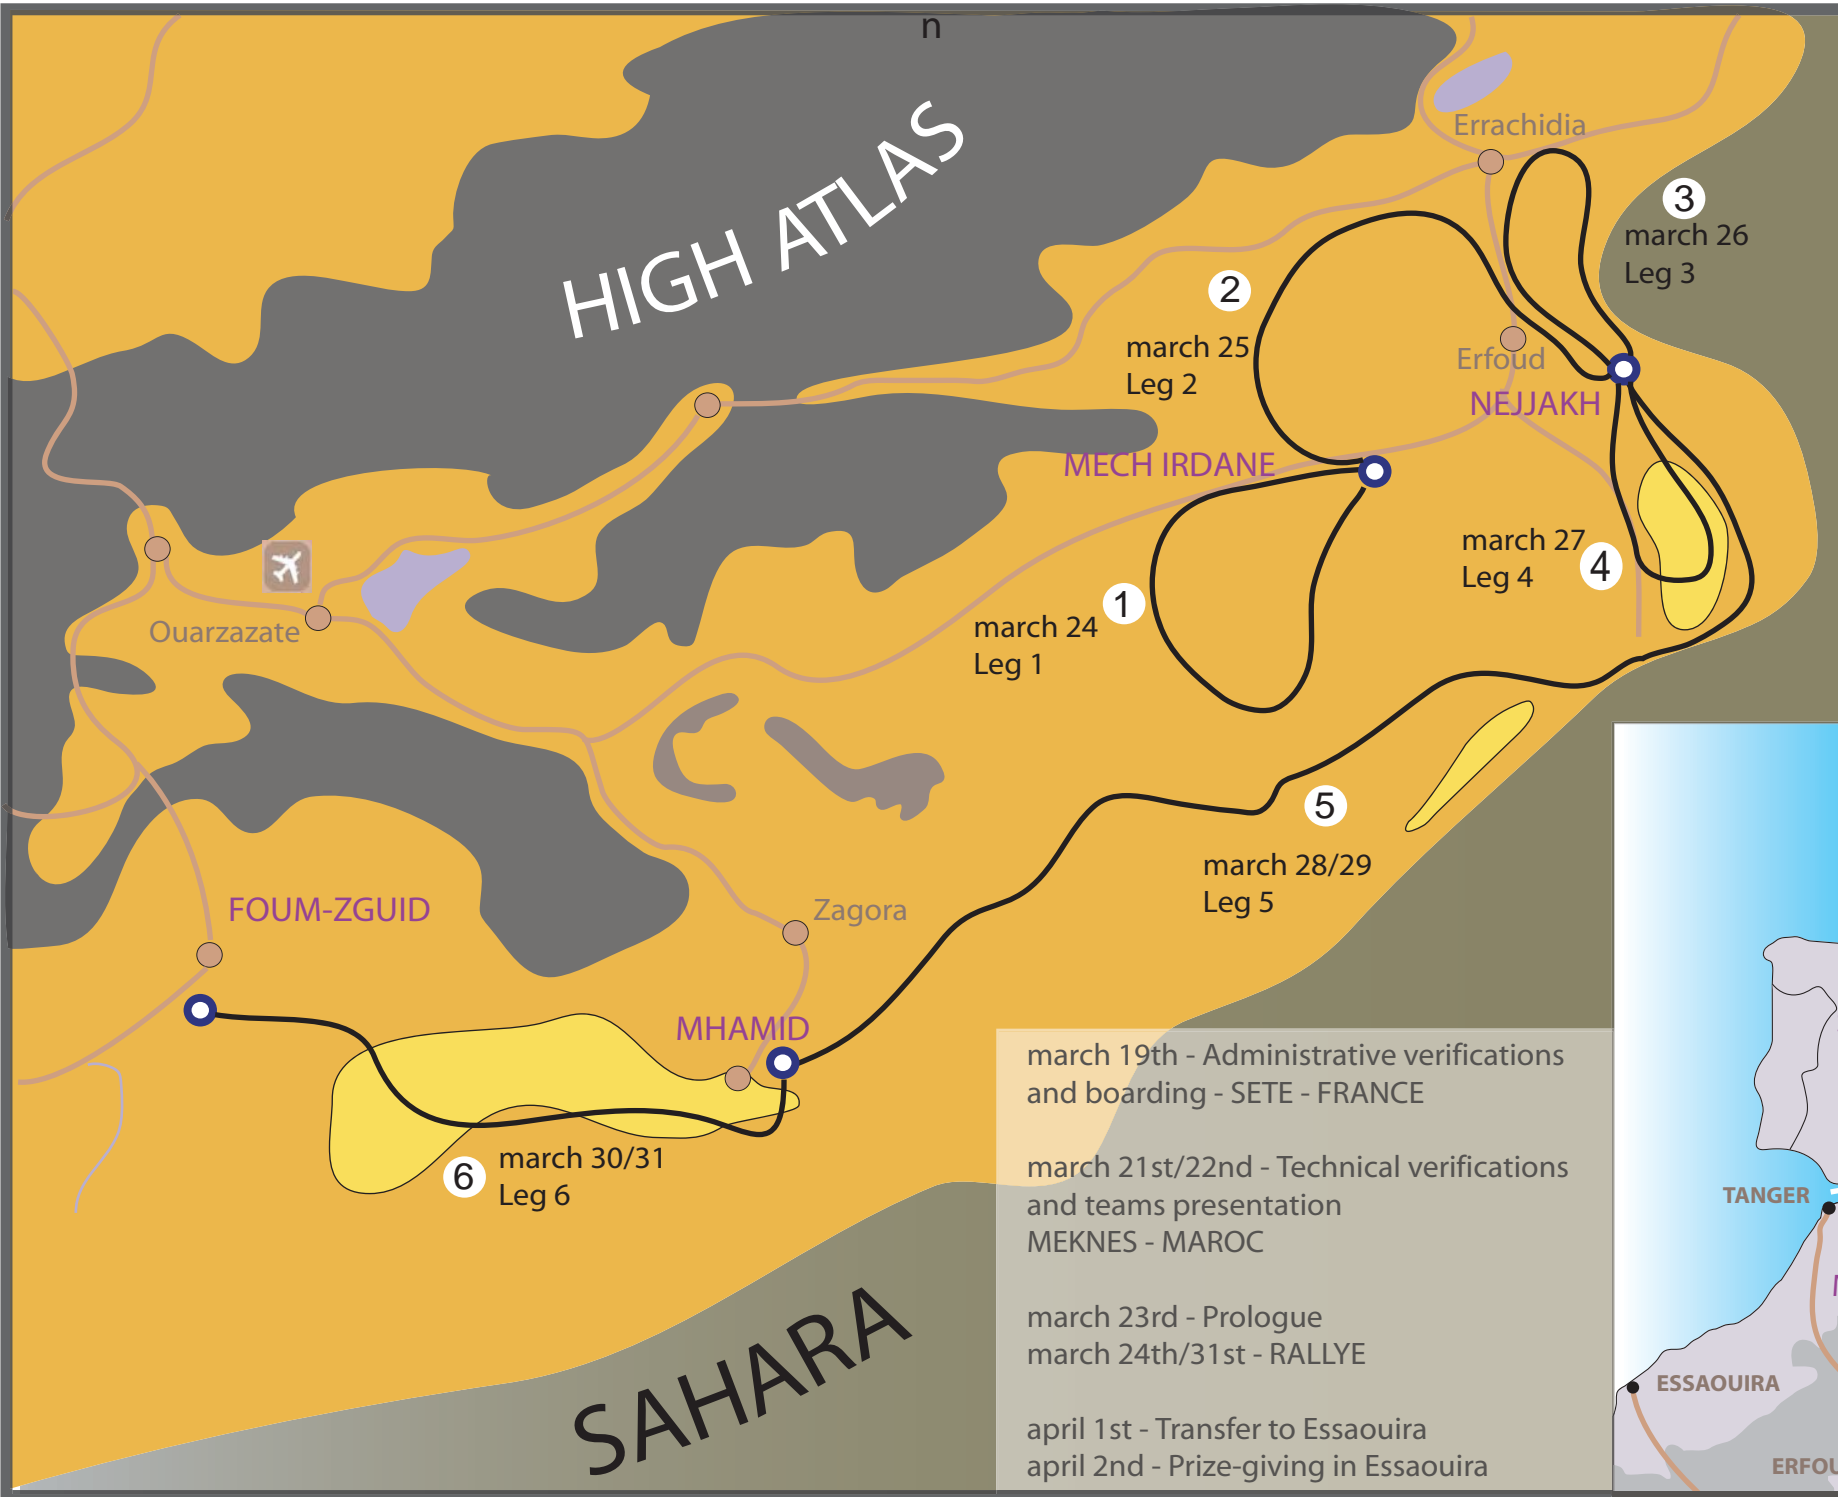 n
HIGH ATLAS
Errachidia
3
march 26
Leg 3
2
march 25
Leg 2
Erfoud
NEJJAKH
MECH IRDANE
march 27
Leg 4
4
1
march 24
Leg 1
Ouarzazate
5
march 28/29
Leg 5
FOUM-ZGUID
Zagora
MHAMID
6
march 30/31
Leg 6
SAHARA
march 19th - Administrative verifications
and boarding - SETE - FRANCE
march 21st/22nd - Technical verifications
and teams presentation
MEKNES - MAROC
march 23rd - Prologue
march 24th/31st - RALLYE
april 1st - Transfer to Essaouira
april 2nd - Prize-giving in Essaouira
TANGER
ESSAOUIRA
ERFOU